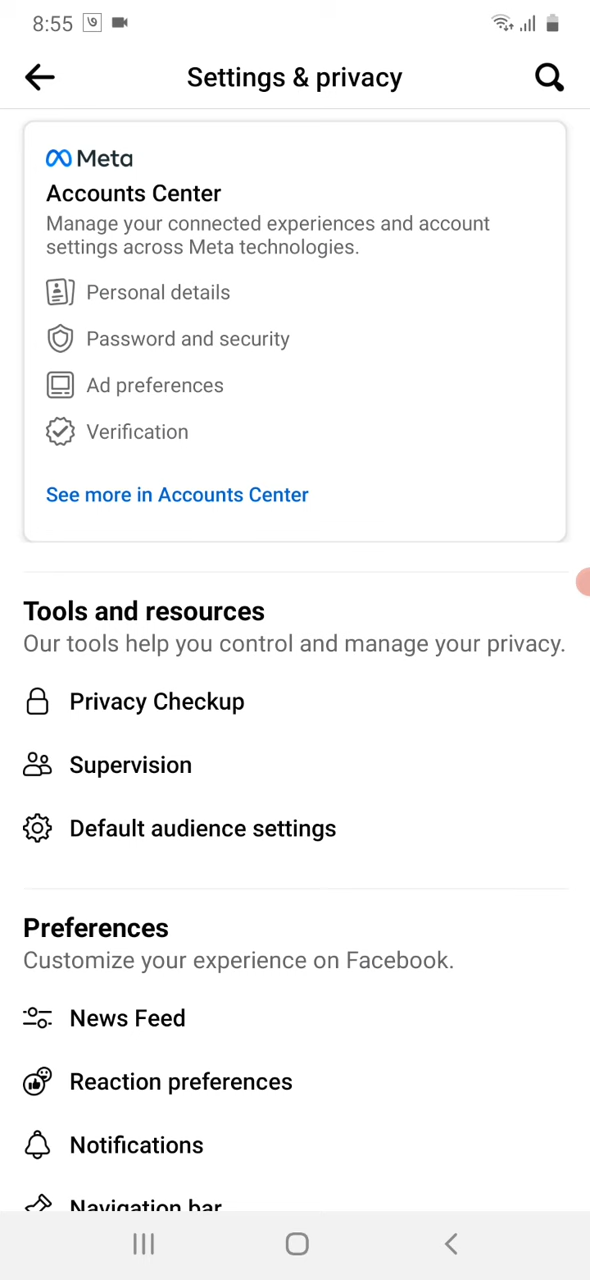 8:55
Settings & privacy
Meta
Accounts Center
Manage your connected experiences and account
settings across Meta technologies.
Personal details
Password and security
Ad preferences
Verification
See more in Accounts Center
Tools and resources
Our tools help you control and manage your privacy.
Privacy Checkup
Supervision
Default audience settings
Preferences
Customize your experience on Facebook.
News Feed
Reaction preferences
Notifications
Navigation bar